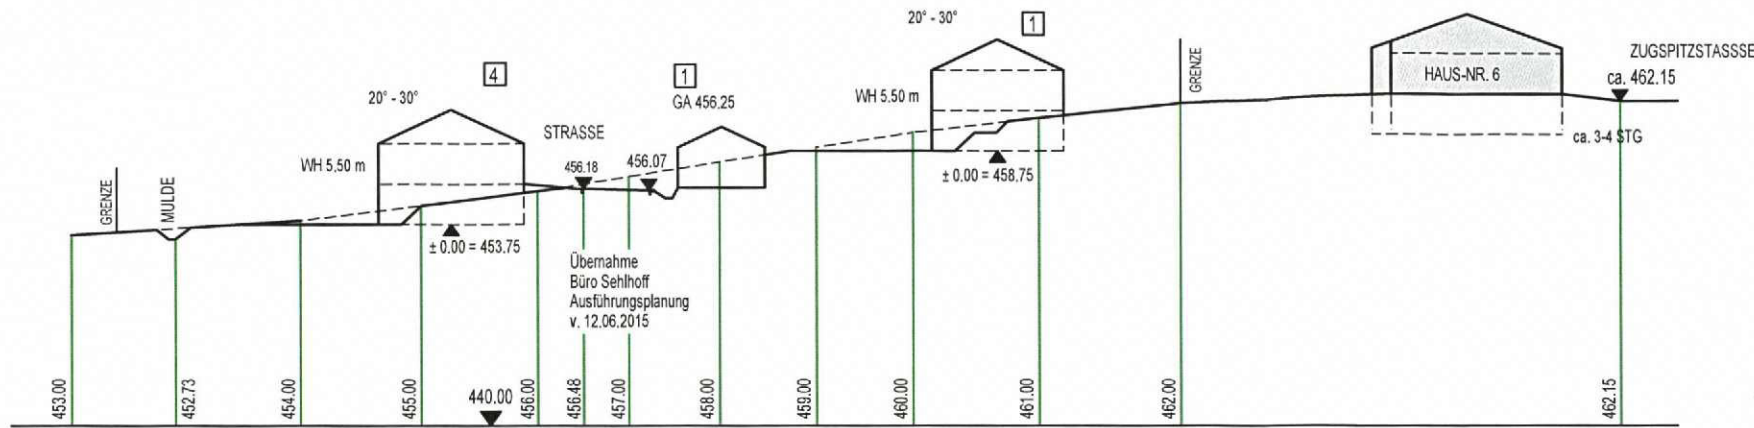 20° - 30°
1
4
1
GA 456.25
20° - 30°
WH 5,50 m
STRASSE
456.18
456.07
WH 5.50 m
± 0.00 = 458.75
GRENZE
HAUS-NR. 6
ZUGSPITZSTASSSE
ca. 462.15
ca. 3-4 STG
GRENZE
MULDE
± 0.00 = 453.75
Übernahme
Büro Sehlhoff
Ausführungsplanung
v. 12.06.2015
453.00
452.73
454.00
455.00
440.00
456.00
456.48
457.00
458.00
459.00
460.00
461.00
462.00
462.15